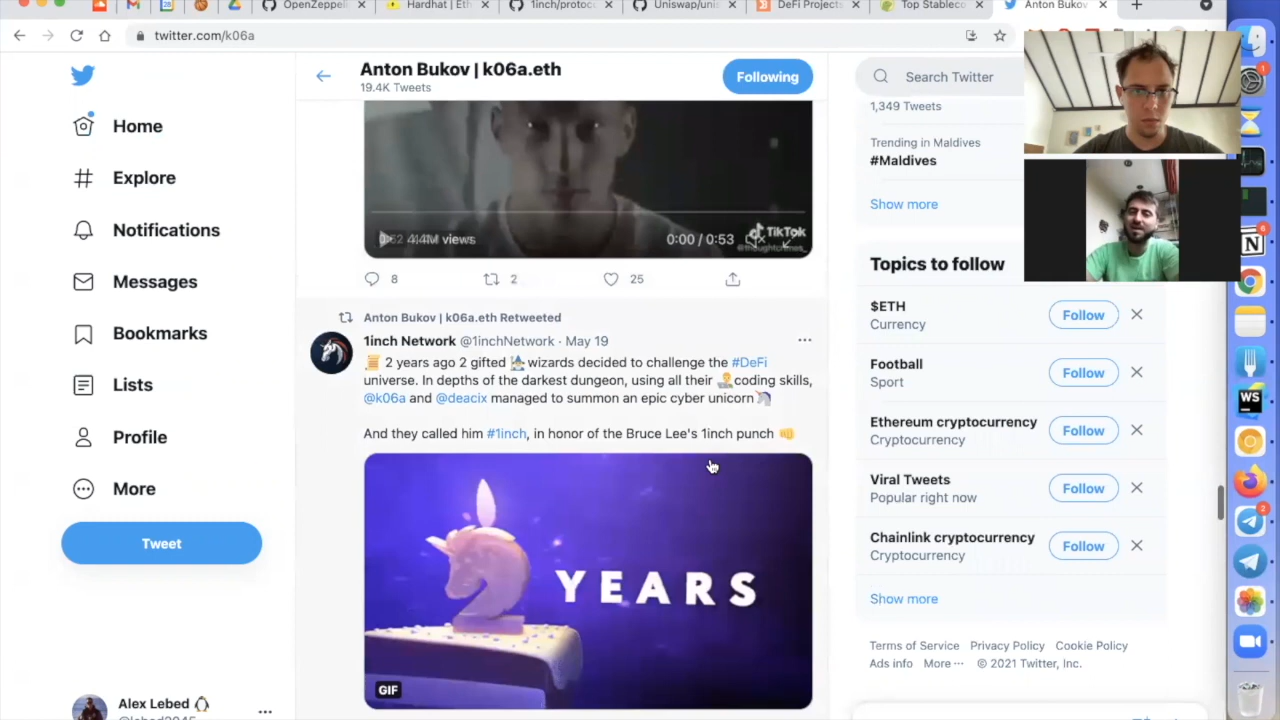 OpenZeppeli
Hardhat | Eth
1inch/protoc
Uniswap/unis
DeFi Projects
Top Stableco
Anton Bukov
twitter.com/k06a
Home
Explore
Notifications
Messages
Bookmarks
Lists
Profile
More
Tweet
Alex Lebed
Anton Bukov | k06a.eth
19.4K Tweets
Following
4.4M views
0:00 / 0:53
TikTok
8
2
25
Anton Bukov | k06a.eth Retweeted
1inch Network @1inchNetwork · May 19
2 years ago 2 gifted wizards decided to challenge the #DeFi
universe. In depths of the darkest dungeon, using all their coding skills,
@k06a and @deacix managed to summon an epic cyber unicorn
And they called him #1inch, in honor of the Bruce Lee's 1inch punch
YEARS
GIF
Search Twitter
1,349 Tweets
Trending in Maldives
#Maldives
Show more
Topics to follow
$ETH
Currency
Follow
Football
Sport
Follow
Ethereum cryptocurrency
Cryptocurrency
Follow
Viral Tweets
Popular right now
Follow
Chainlink cryptocurrency
Cryptocurrency
Follow
Show more
Terms of Service Privacy Policy Cookie Policy
Ads info More ··· © 2021 Twitter, Inc.
WS